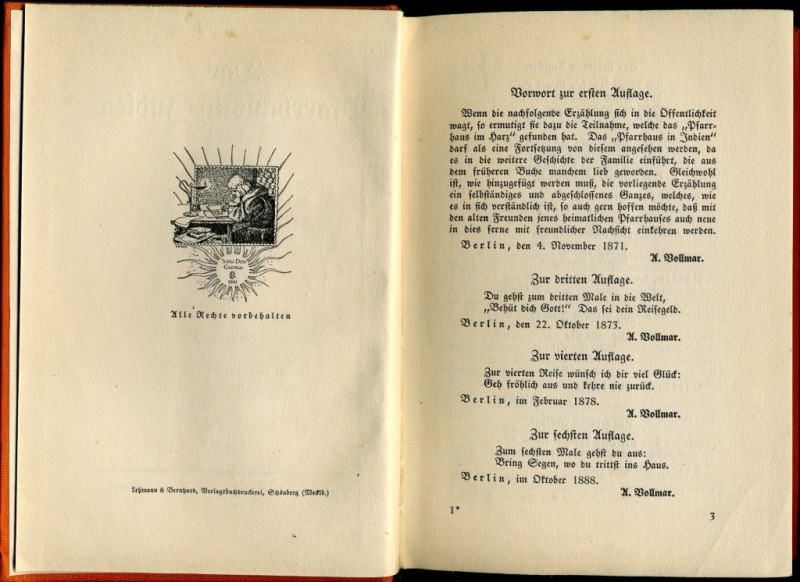 SOLI DEO
GLORIA
Alle Rechte vorbehalten
Lehmann & Bernhard, Verlagsbuchdruckerei, Schönberg (Mecklb.)
Vorwort zur ersten Auflage.
Wenn die nachfolgende Erzählung sich in die Öffentlichkeit
wagt, so ermutigt sie dazu die Teilnahme, welche das „Pfarr-
haus im Harz“ gefunden hat. Das „Pfarrhaus in Indien“
darf als eine Fortsetzung von diesem angesehen werden, da
es in die weitere Geschichte der Familie einführt, die aus
dem früheren Buche manchem lieb geworden. Gleichwohl
ist, wie hinzugefügt werden muß, die vorliegende Erzählung
ein selbständiges und abgeschlossenes Ganzes, welches, wie
es in sich verständlich ist, so auch gern hoffen möchte, daß mit
den alten Freunden jenes heimatlichen Pfarrhauses auch neue
in dies ferne mit freundlicher Nachsicht einkehren werden.
Berlin, den 4. November 1871.
A. Vollmar.
Zur dritten Auflage.
Du gehst zum dritten Male in die Welt,
„Behüt dich Gott!“ Das sei dein Reisegeld.
Berlin, den 22. Oktober 1873.
A. Vollmar.
Zur vierten Auflage.
Zur vierten Reise wünsch ich dir viel Glück:
Geh fröhlich aus und kehre nie zurück.
Berlin, im Februar 1878.
A. Vollmar.
Zur sechsten Auflage.
Zum sechsten Male gehst du aus:
Bring Segen, wo du trittst ins Haus.
Berlin, im Oktober 1888.
A. Vollmar.
1*
3